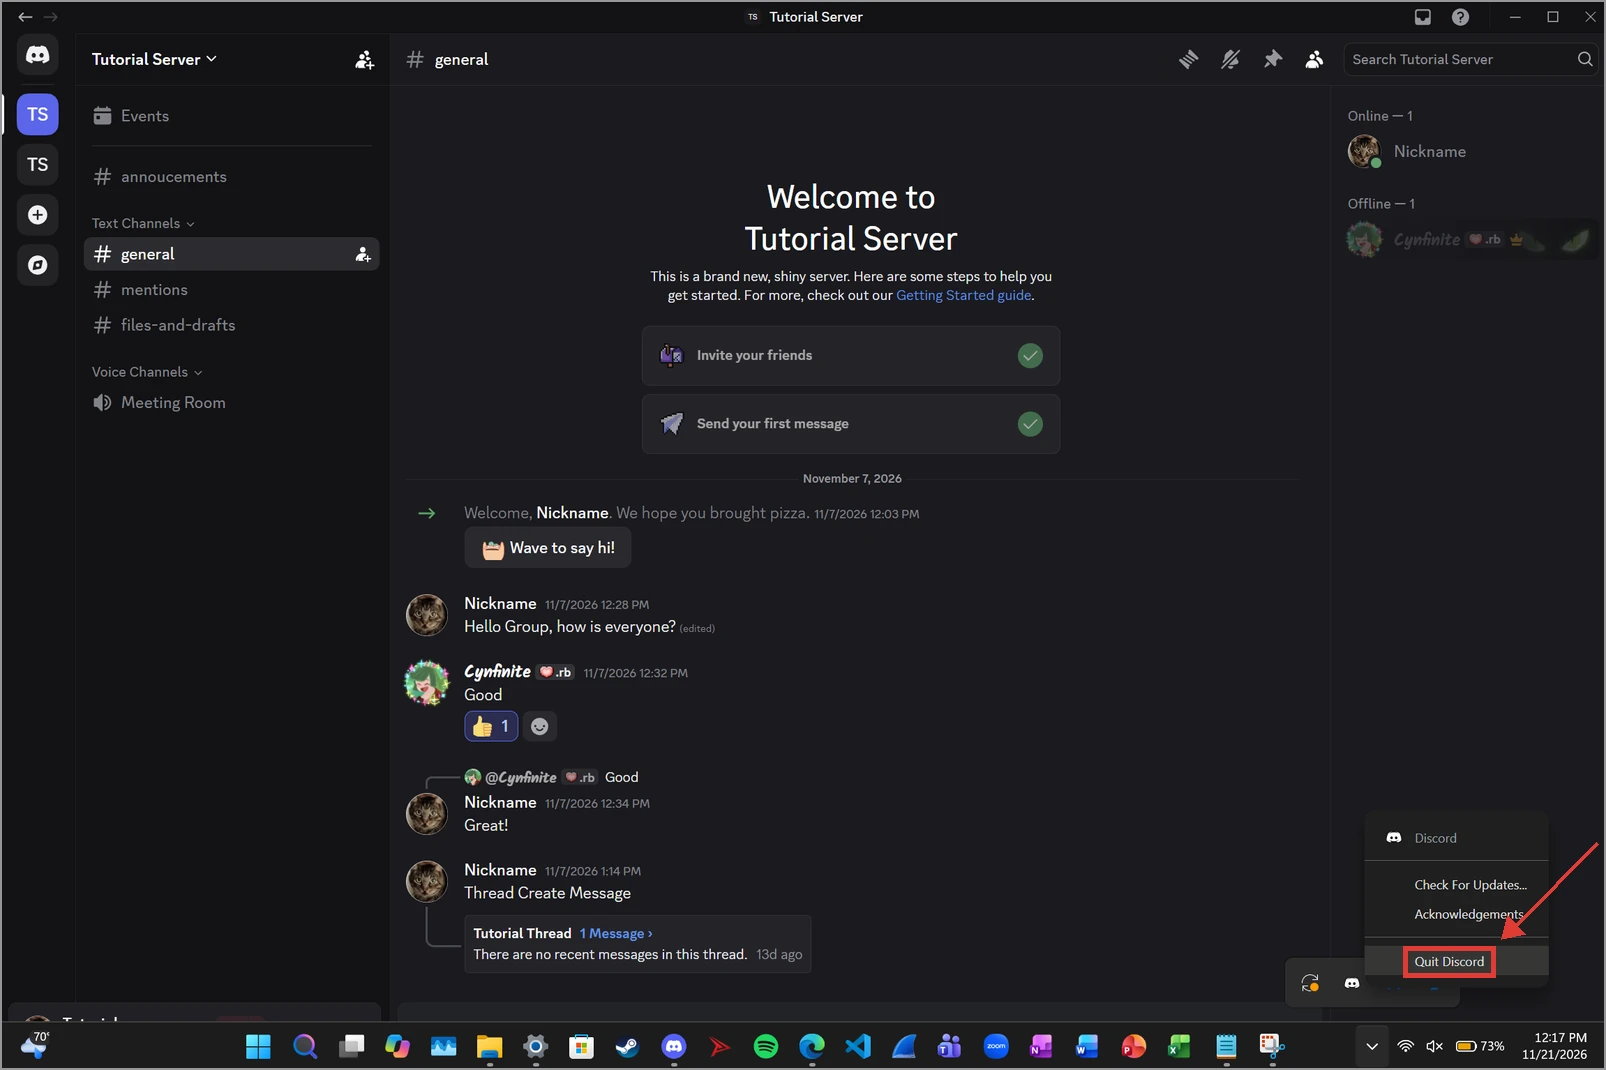 TS Tutorial Server
Tutorial Server
general
Search Tutorial Server
TS
TS
Events
annoucements
Text Channels
general
mentions
files-and-drafts
Voice Channels
Meeting Room
Welcome to
Tutorial Server
This is a brand new, shiny server. Here are some steps to help you
get started. For more, check out our Getting Started guide.
Invite your friends
Send your first message
November 7, 2026
Welcome, Nickname. We hope you brought pizza. 11/7/2026 12:03 PM
Wave to say hi!
Nickname 11/7/2026 12:28 PM
Hello Group, how is everyone? (edited)
Cynfinite .rb 11/7/2026 12:32 PM
Good
1
@Cynfinite .rb Good
Nickname 11/7/2026 12:34 PM
Great!
Nickname 11/7/2026 1:14 PM
Thread Create Message
Tutorial Thread 1 Message ›
There are no recent messages in this thread. 13d ago
Online — 1
Nickname
Offline — 1
Cynfinite .rb
Discord
Check For Updates...
Acknowledgements
Quit Discord
70°
zoom
73%
12:17 PM
11/21/2026